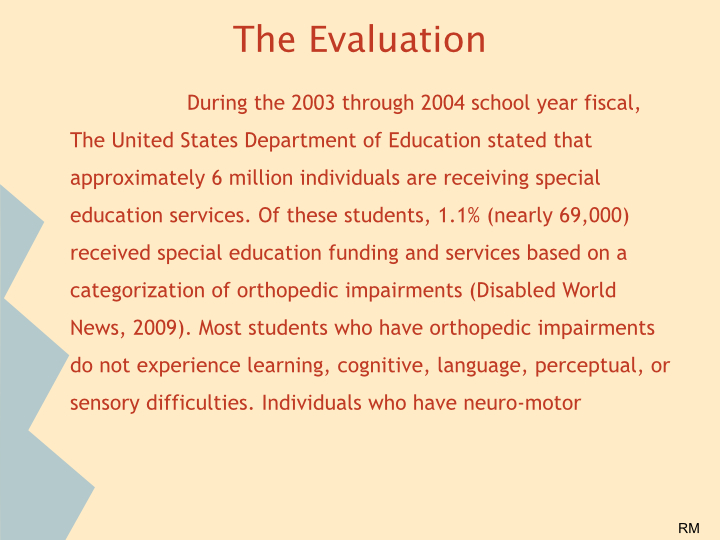 The Evaluation
During the 2003 through 2004 school year fiscal,
The United States Department of Education stated that
approximately 6 million individuals are receiving special
education services. Of these students, 1.1% (nearly 69,000)
received special education funding and services based on a
categorization of orthopedic impairments (Disabled World
News, 2009). Most students who have orthopedic impairments
do not experience learning, cognitive, language, perceptual, or
sensory difficulties. Individuals who have neuro-motor
RM